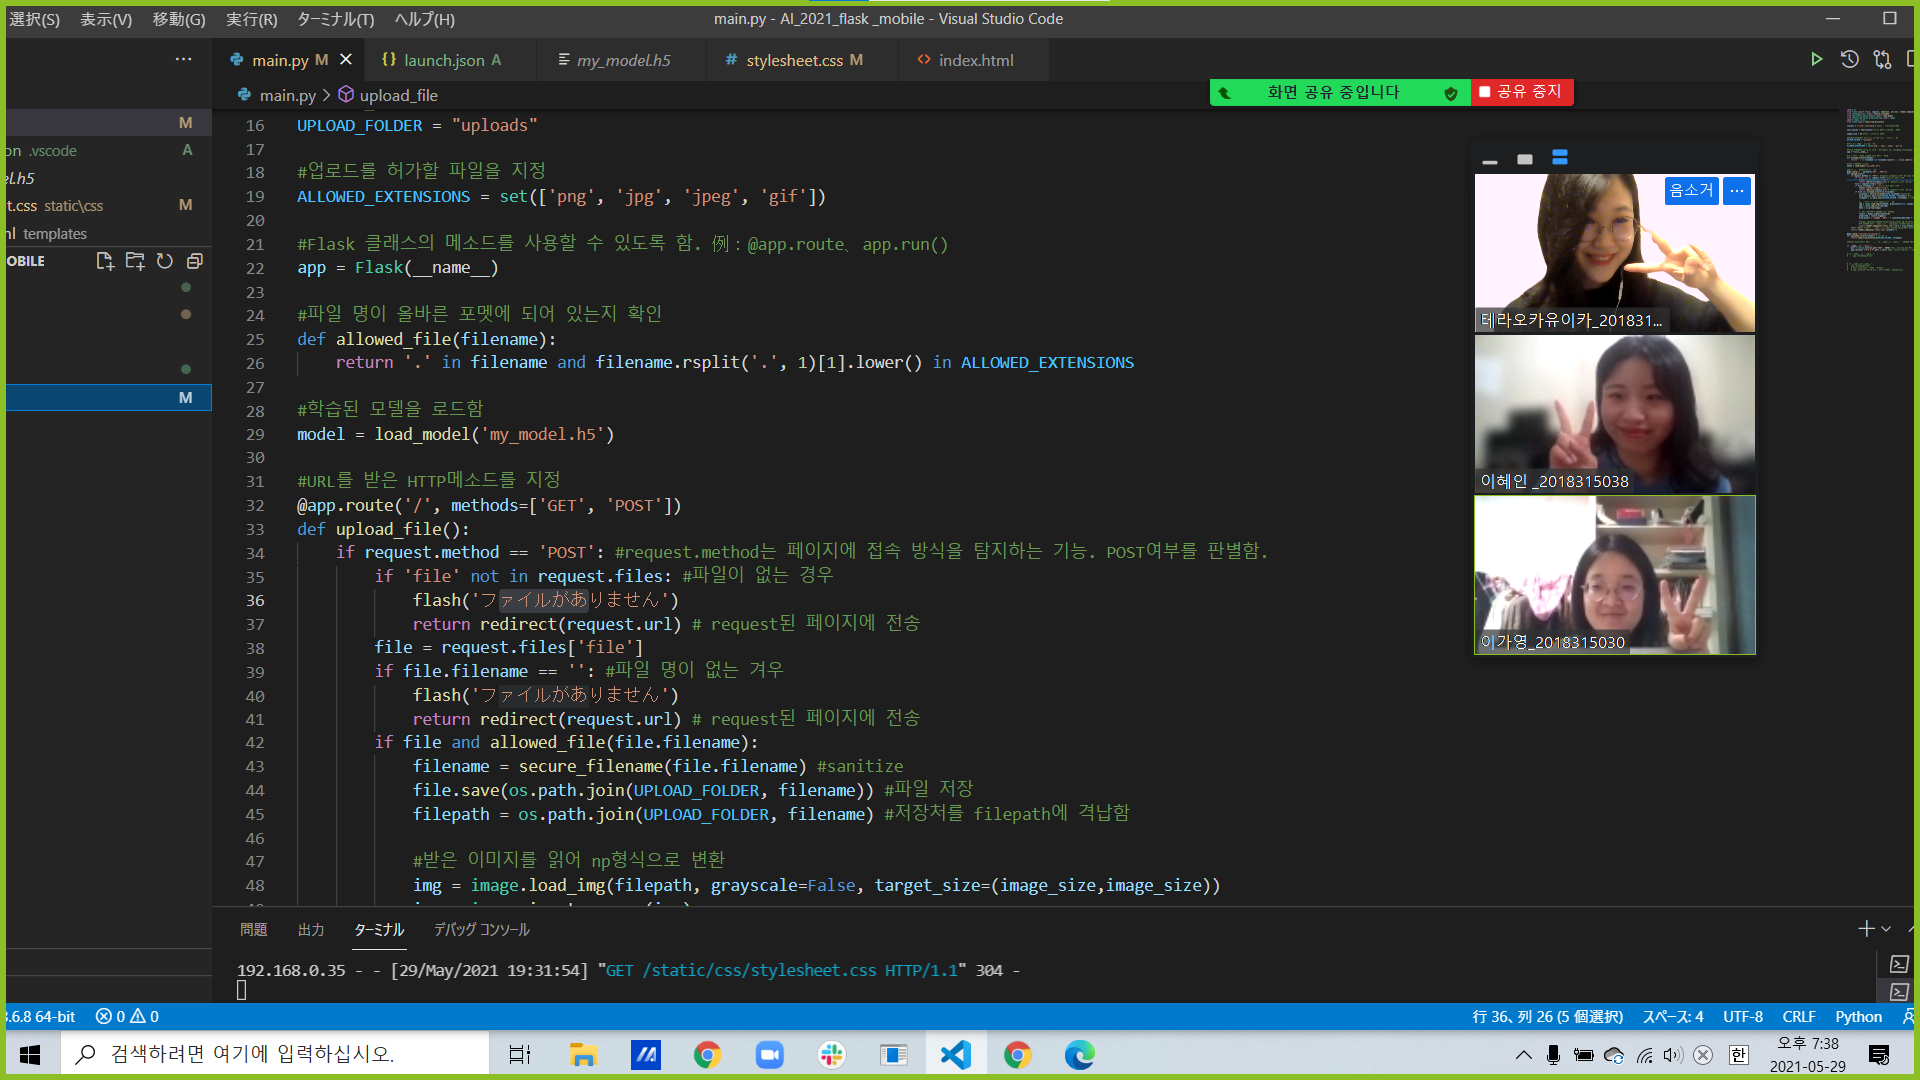 選択(S) 表示(V) 移動(G) 実行(R) ターミナル(T) ヘルプ(H)
main.py - AI_2021_flask _mobile - Visual Studio Code
main.py M
launch.json A
my_model.h5
stylesheet.css M
index.html
main.py > upload_file
화면 공유 중입니다
공유 중지
M
on .vscode A
el.h5
t.css static\css M
ml templates
OBILE
M
16 UPLOAD_FOLDER = "uploads"
17
18 #업로드를 허가할 파일을 지정
19 ALLOWED_EXTENSIONS = set(['png', 'jpg', 'jpeg', 'gif'])
20
21 #Flask 클래스의 메소드를 사용할 수 있도록 함. 例：@app.route、app.run()
22 app = Flask(__name__)
23
24 #파일 명이 올바른 포멧에 되어 있는지 확인
25 def allowed_file(filename):
26 return '.' in filename and filename.rsplit('.', 1)[1].lower() in ALLOWED_EXTENSIONS
27
28 #학습된 모델을 로드함
29 model = load_model('my_model.h5')
30
31 #URL를 받은 HTTP메소드를 지정
32 @app.route('/', methods=['GET', 'POST'])
33 def upload_file():
34 if request.method == 'POST': #request.method는 페이지에 접속 방식을 탐지하는 기능. POST여부를 판별함.
35 if 'file' not in request.files: #파일이 없는 경우
36 flash('ファイルがありません')
37 return redirect(request.url) # request된 페이지에 전송
38 file = request.files['file']
39 if file.filename == '': #파일 명이 없는 겨우
40 flash('ファイルがありません')
41 return redirect(request.url) # request된 페이지에 전송
42 if file and allowed_file(file.filename):
43 filename = secure_filename(file.filename) #sanitize
44 file.save(os.path.join(UPLOAD_FOLDER, filename)) #파일 저장
45 filepath = os.path.join(UPLOAD_FOLDER, filename) #저장처를 filepath에 격납함
46
47 #받은 이미지를 읽어 np형식으로 변환
48 img = image.load_img(filepath, grayscale=False, target_size=(image_size,image_size))
음소거 ...
테라오카유이카_201831...
이혜인 _2018315038
이가영_2018315030
問題 出力 ターミナル デバッグ コンソール
192.168.0.35 - - [29/May/2021 19:31:54] "GET /static/css/stylesheet.css HTTP/1.1" 304 -
3.6.8 64-bit 0 0
行 36、列 26 (5 個選択) スペース: 4 UTF-8 CRLF Python
검색하려면 여기에 입력하십시오.
한
오후 7:38
2021-05-29